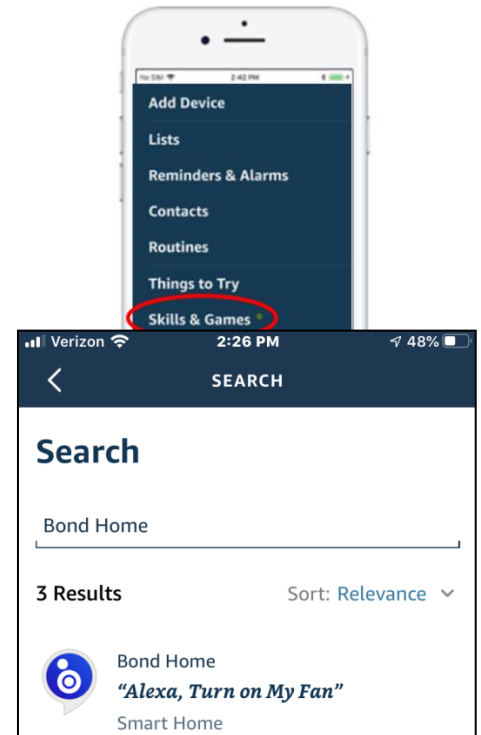 No SIM 2:42 PM
Add Device
Lists
Reminders & Alarms
Contacts
Routines
Things to Try
Skills & Games
Verizon 2:26 PM 48%
SEARCH
Search
Bond Home
3 Results Sort: Relevance
Bond Home
“Alexa, Turn on My Fan”
Smart Home